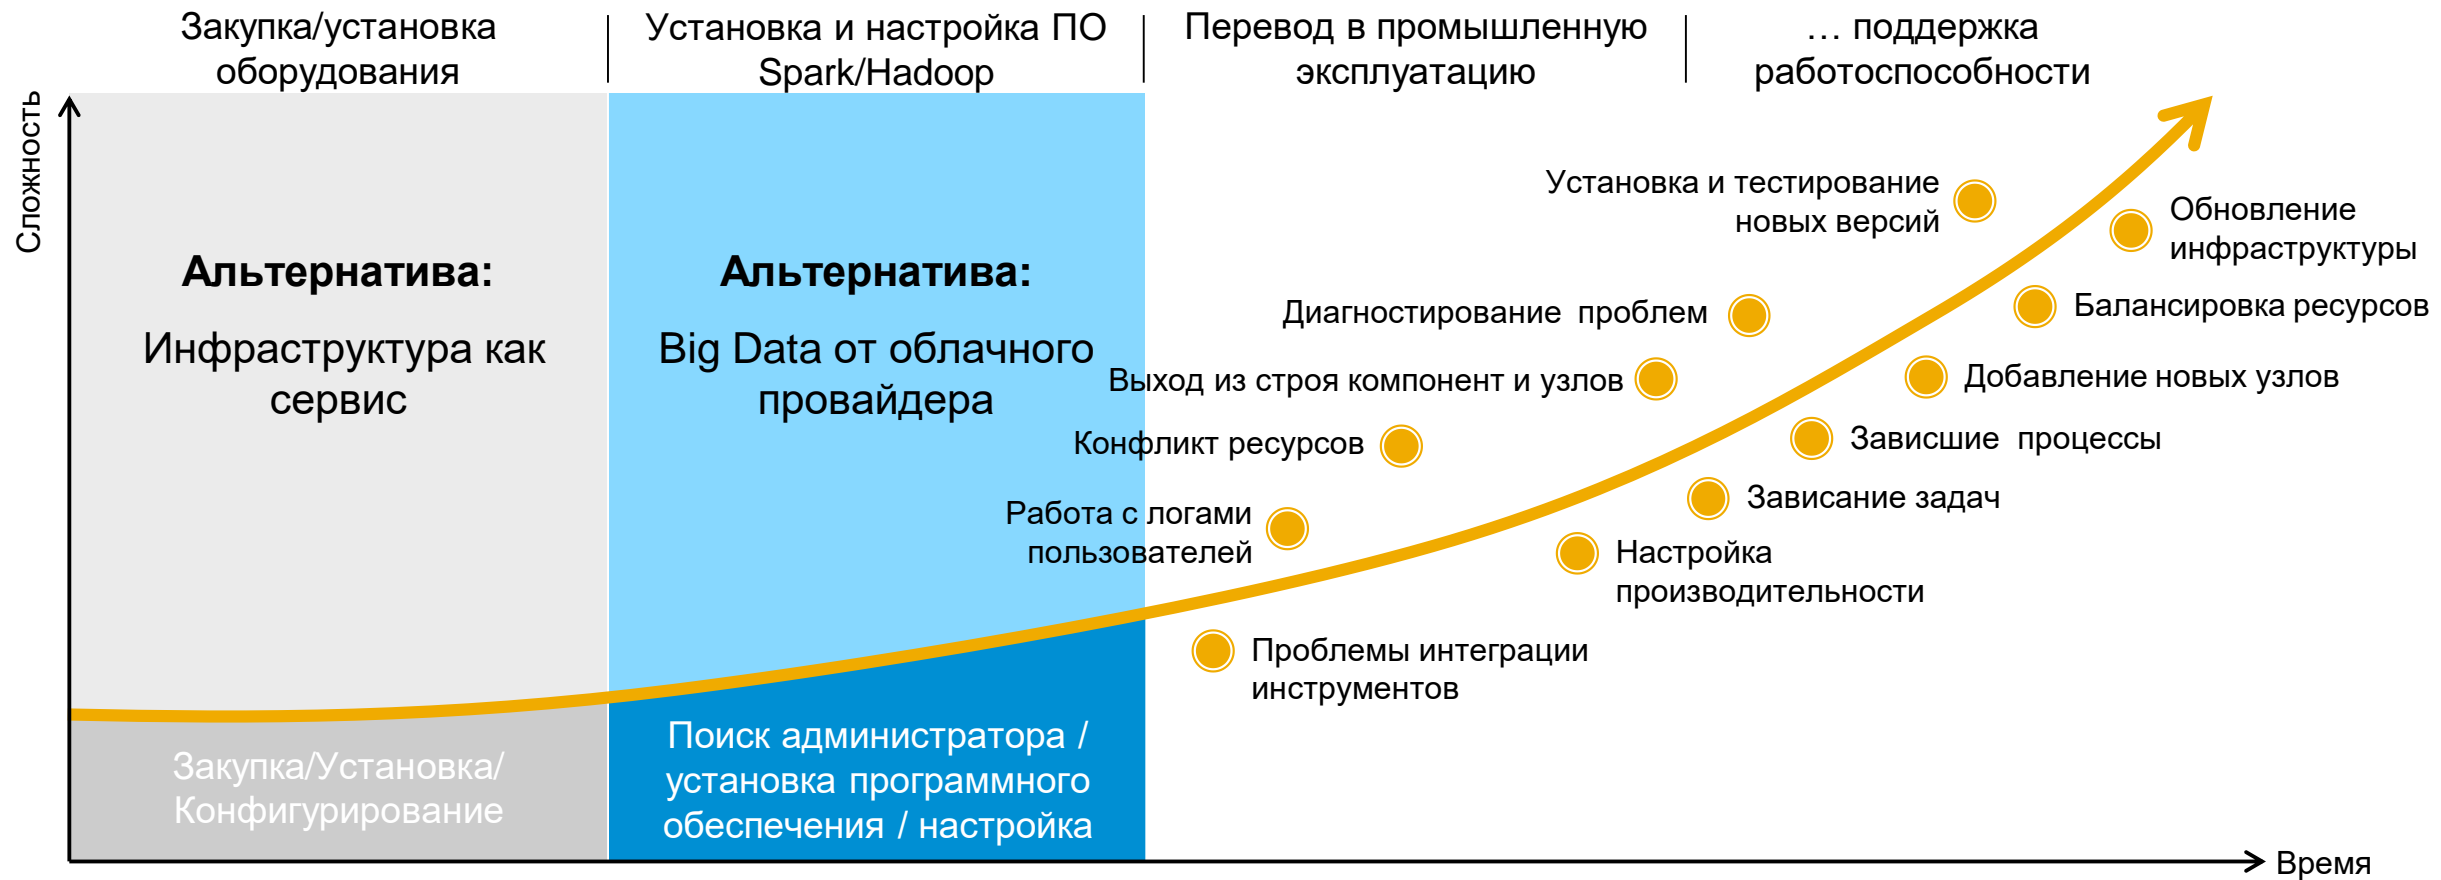 Закупка/установка
оборудования
Установка и настройка ПО
Spark/Hadoop
Перевод в промышленную
эксплуатацию
… поддержка
работоспособности
Сложность
Альтернатива:
Инфраструктура как
сервис
Альтернатива:
Big Data от облачного
провайдера
Установка и тестирование
новых версий
Обновление
инфраструктуры
Диагностирование проблем
Балансировка ресурсов
Выход из строя компонент и узлов
Добавление новых узлов
Конфликт ресурсов
Зависшие процессы
Работа с логами
пользователей
Зависание задач
Настройка
производительности
Проблемы интеграции
инструментов
Закупка/Установка/
Конфигурирование
Поиск администратора /
установка программного
обеспечения / настройка
Время